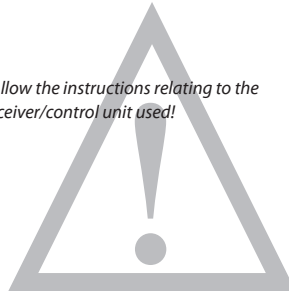 llow the instructions relating to the
ceiver/control unit used!